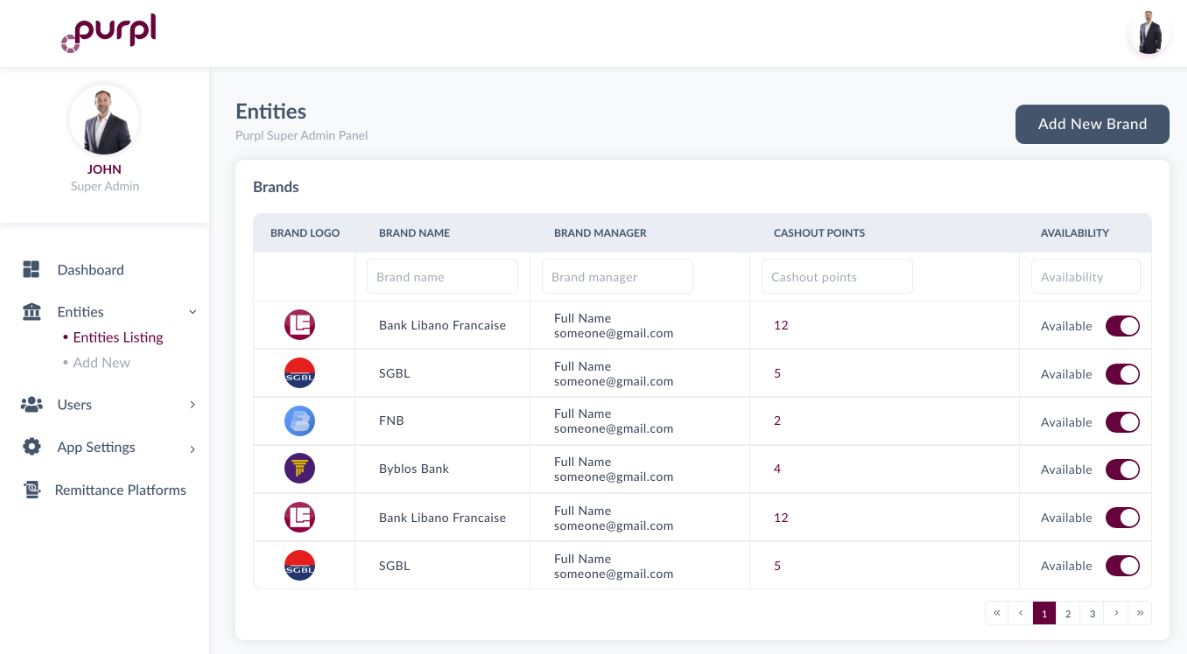 purpl
JOHN
Super Admin
Dashboard
Entities
• Entities Listing
• Add New
Users
App Settings
Remittance Platforms
Entities
Purpl Super Admin Panel
Add New Brand
Brands
BRAND LOGO BRAND NAME BRAND MANAGER CASHOUT POINTS AVAILABILITY
Brand name Brand manager Cashout points Availability
Bank Libano Francaise Full Name 12 Available
someone@gmail.com
SGBL SGBL Full Name 5 Available
someone@gmail.com
FNB Full Name 2 Available
someone@gmail.com
Byblos Bank Full Name 4 Available
someone@gmail.com
Bank Libano Francaise Full Name 12 Available
someone@gmail.com
SGBL SGBL Full Name 5 Available
someone@gmail.com
« ‹ 1 2 3 › »